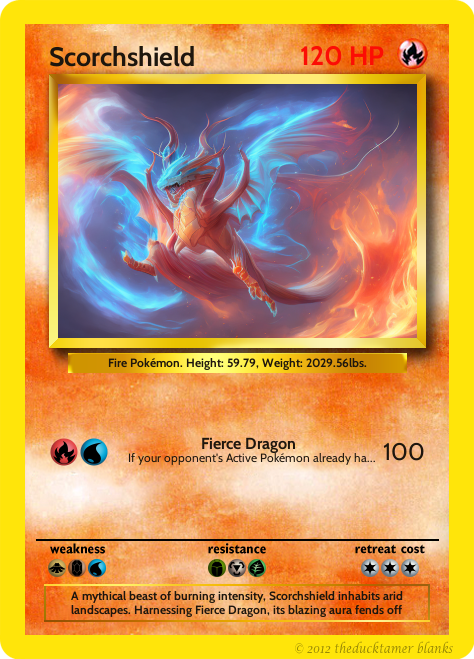 Scorchshield 120 HP
Fire Pokémon. Height: 59.79, Weight: 2029.56lbs.
Fierce Dragon
If your opponent's Active Pokémon already ha... 100
weakness resistance retreat cost
A mythical beast of burning intensity, Scorchshield inhabits arid
landscapes. Harnessing Fierce Dragon, its blazing aura fends off
© 2012 theducktamer blanks